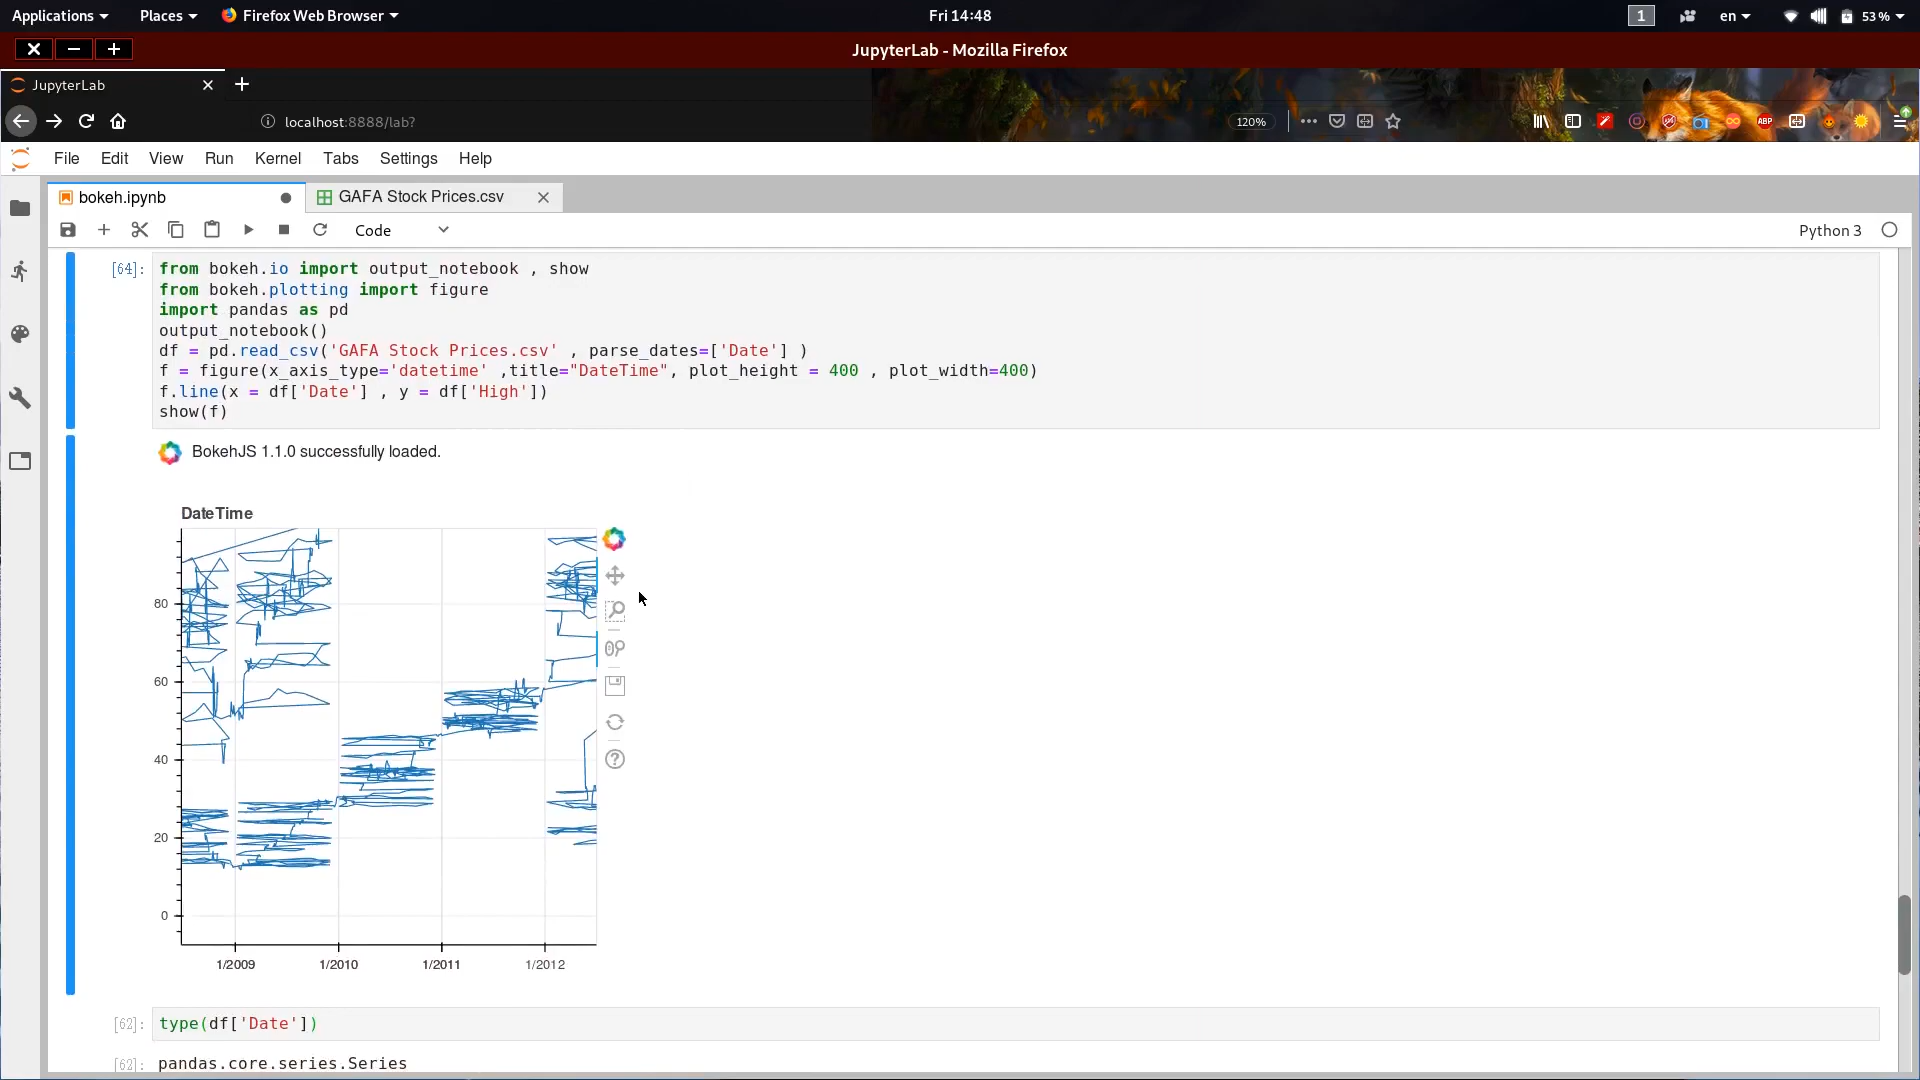 Applications Places Firefox Web Browser Fri 14:48 1 en 53 %
JupyterLab - Mozilla Firefox
JupyterLab
localhost:8888/lab? 120% ABP
File Edit View Run Kernel Tabs Settings Help
bokeh.ipynb GAFA Stock Prices.csv
Code Python 3
[64]: from bokeh.io import output_notebook , show
from bokeh.plotting import figure
import pandas as pd
output_notebook()
df = pd.read_csv('GAFA Stock Prices.csv' , parse_dates=['Date'] )
f = figure(x_axis_type='datetime' ,title="DateTime", plot_height = 400 , plot_width=400)
f.line(x = df['Date'] , y = df['High'])
show(f)
BokehJS 1.1.0 successfully loaded.
DateTime
80
60
40
20
0
1/2009 1/2010 1/2011 1/2012
[62]: type(df['Date'])
[62]: pandas.core.series.Series